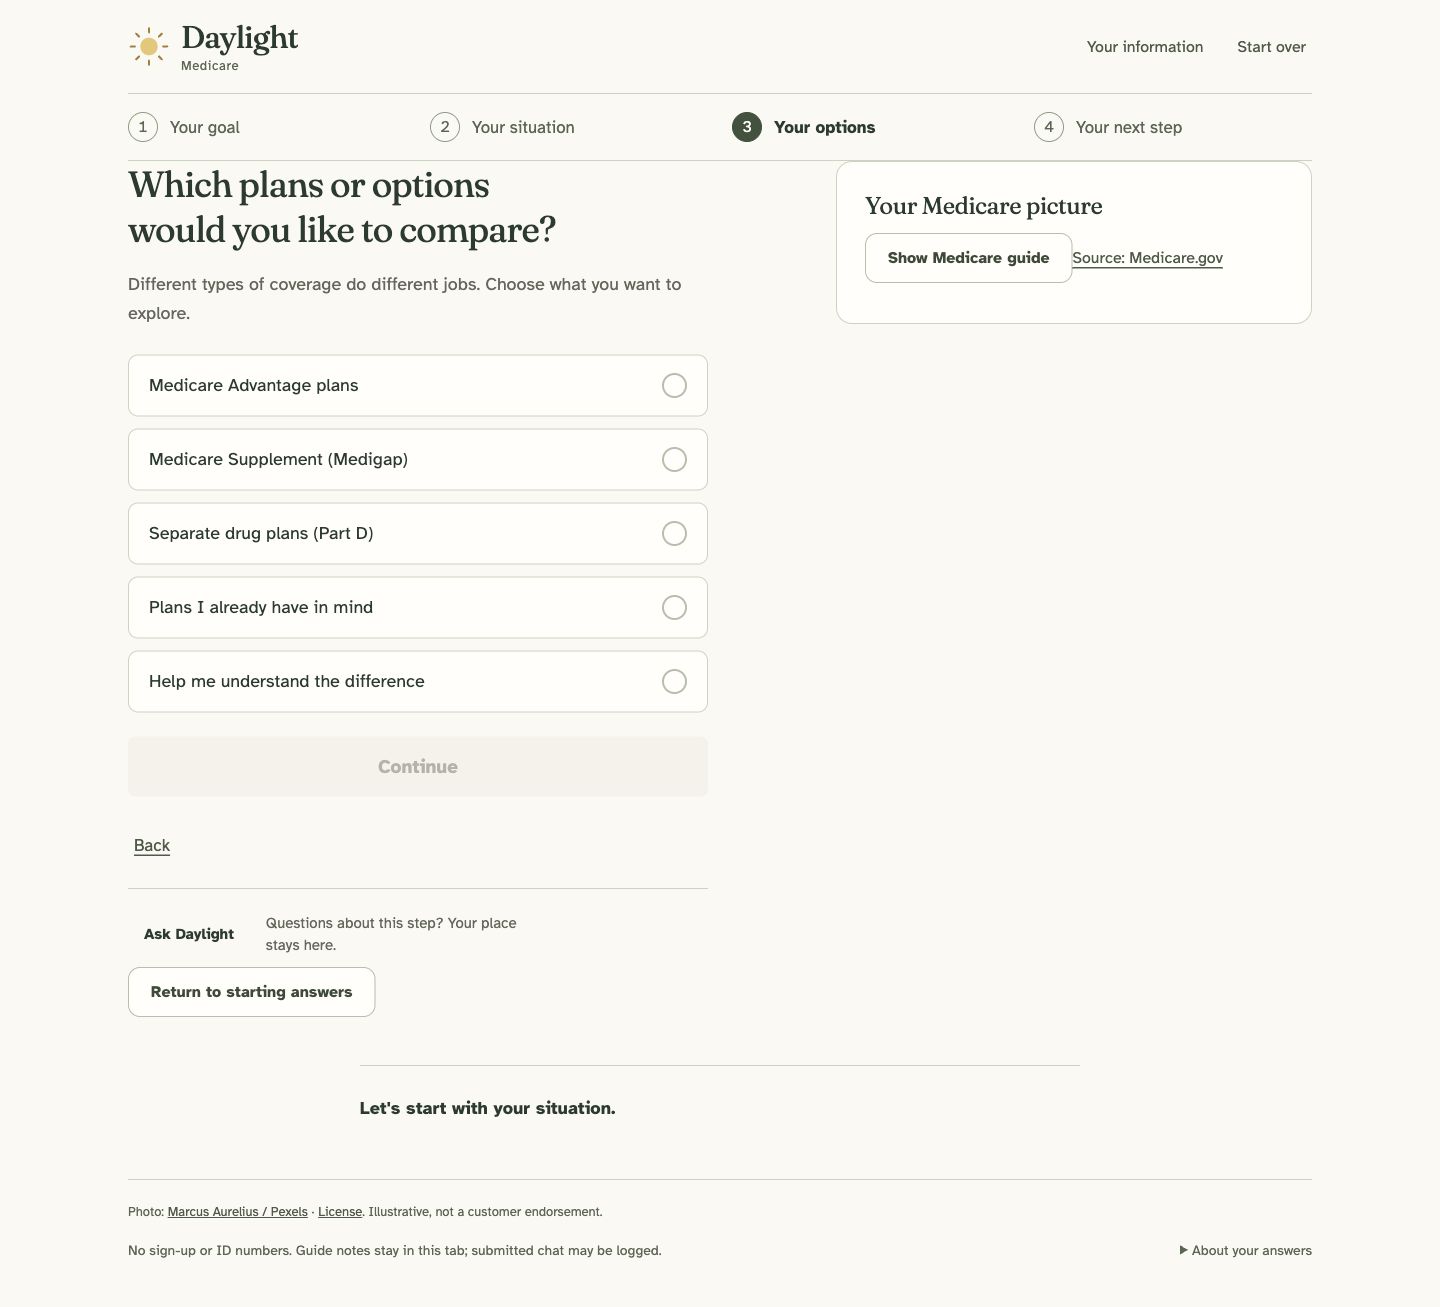 Daylight
Medicare
Your information
Start over
1 Your goal
2 Your situation
3 Your options
4 Your next step
Which plans or options
would you like to compare?
Different types of coverage do different jobs. Choose what you want to
explore.
Medicare Advantage plans
Medicare Supplement (Medigap)
Separate drug plans (Part D)
Plans I already have in mind
Help me understand the difference
Continue
Back
Ask Daylight
Questions about this step? Your place
stays here.
Return to starting answers
Your Medicare picture
Show Medicare guide
Source: Medicare.gov
Let's start with your situation.
Photo: Marcus Aurelius / Pexels · License. Illustrative, not a customer endorsement.
No sign-up or ID numbers. Guide notes stay in this tab; submitted chat may be logged.
About your answers